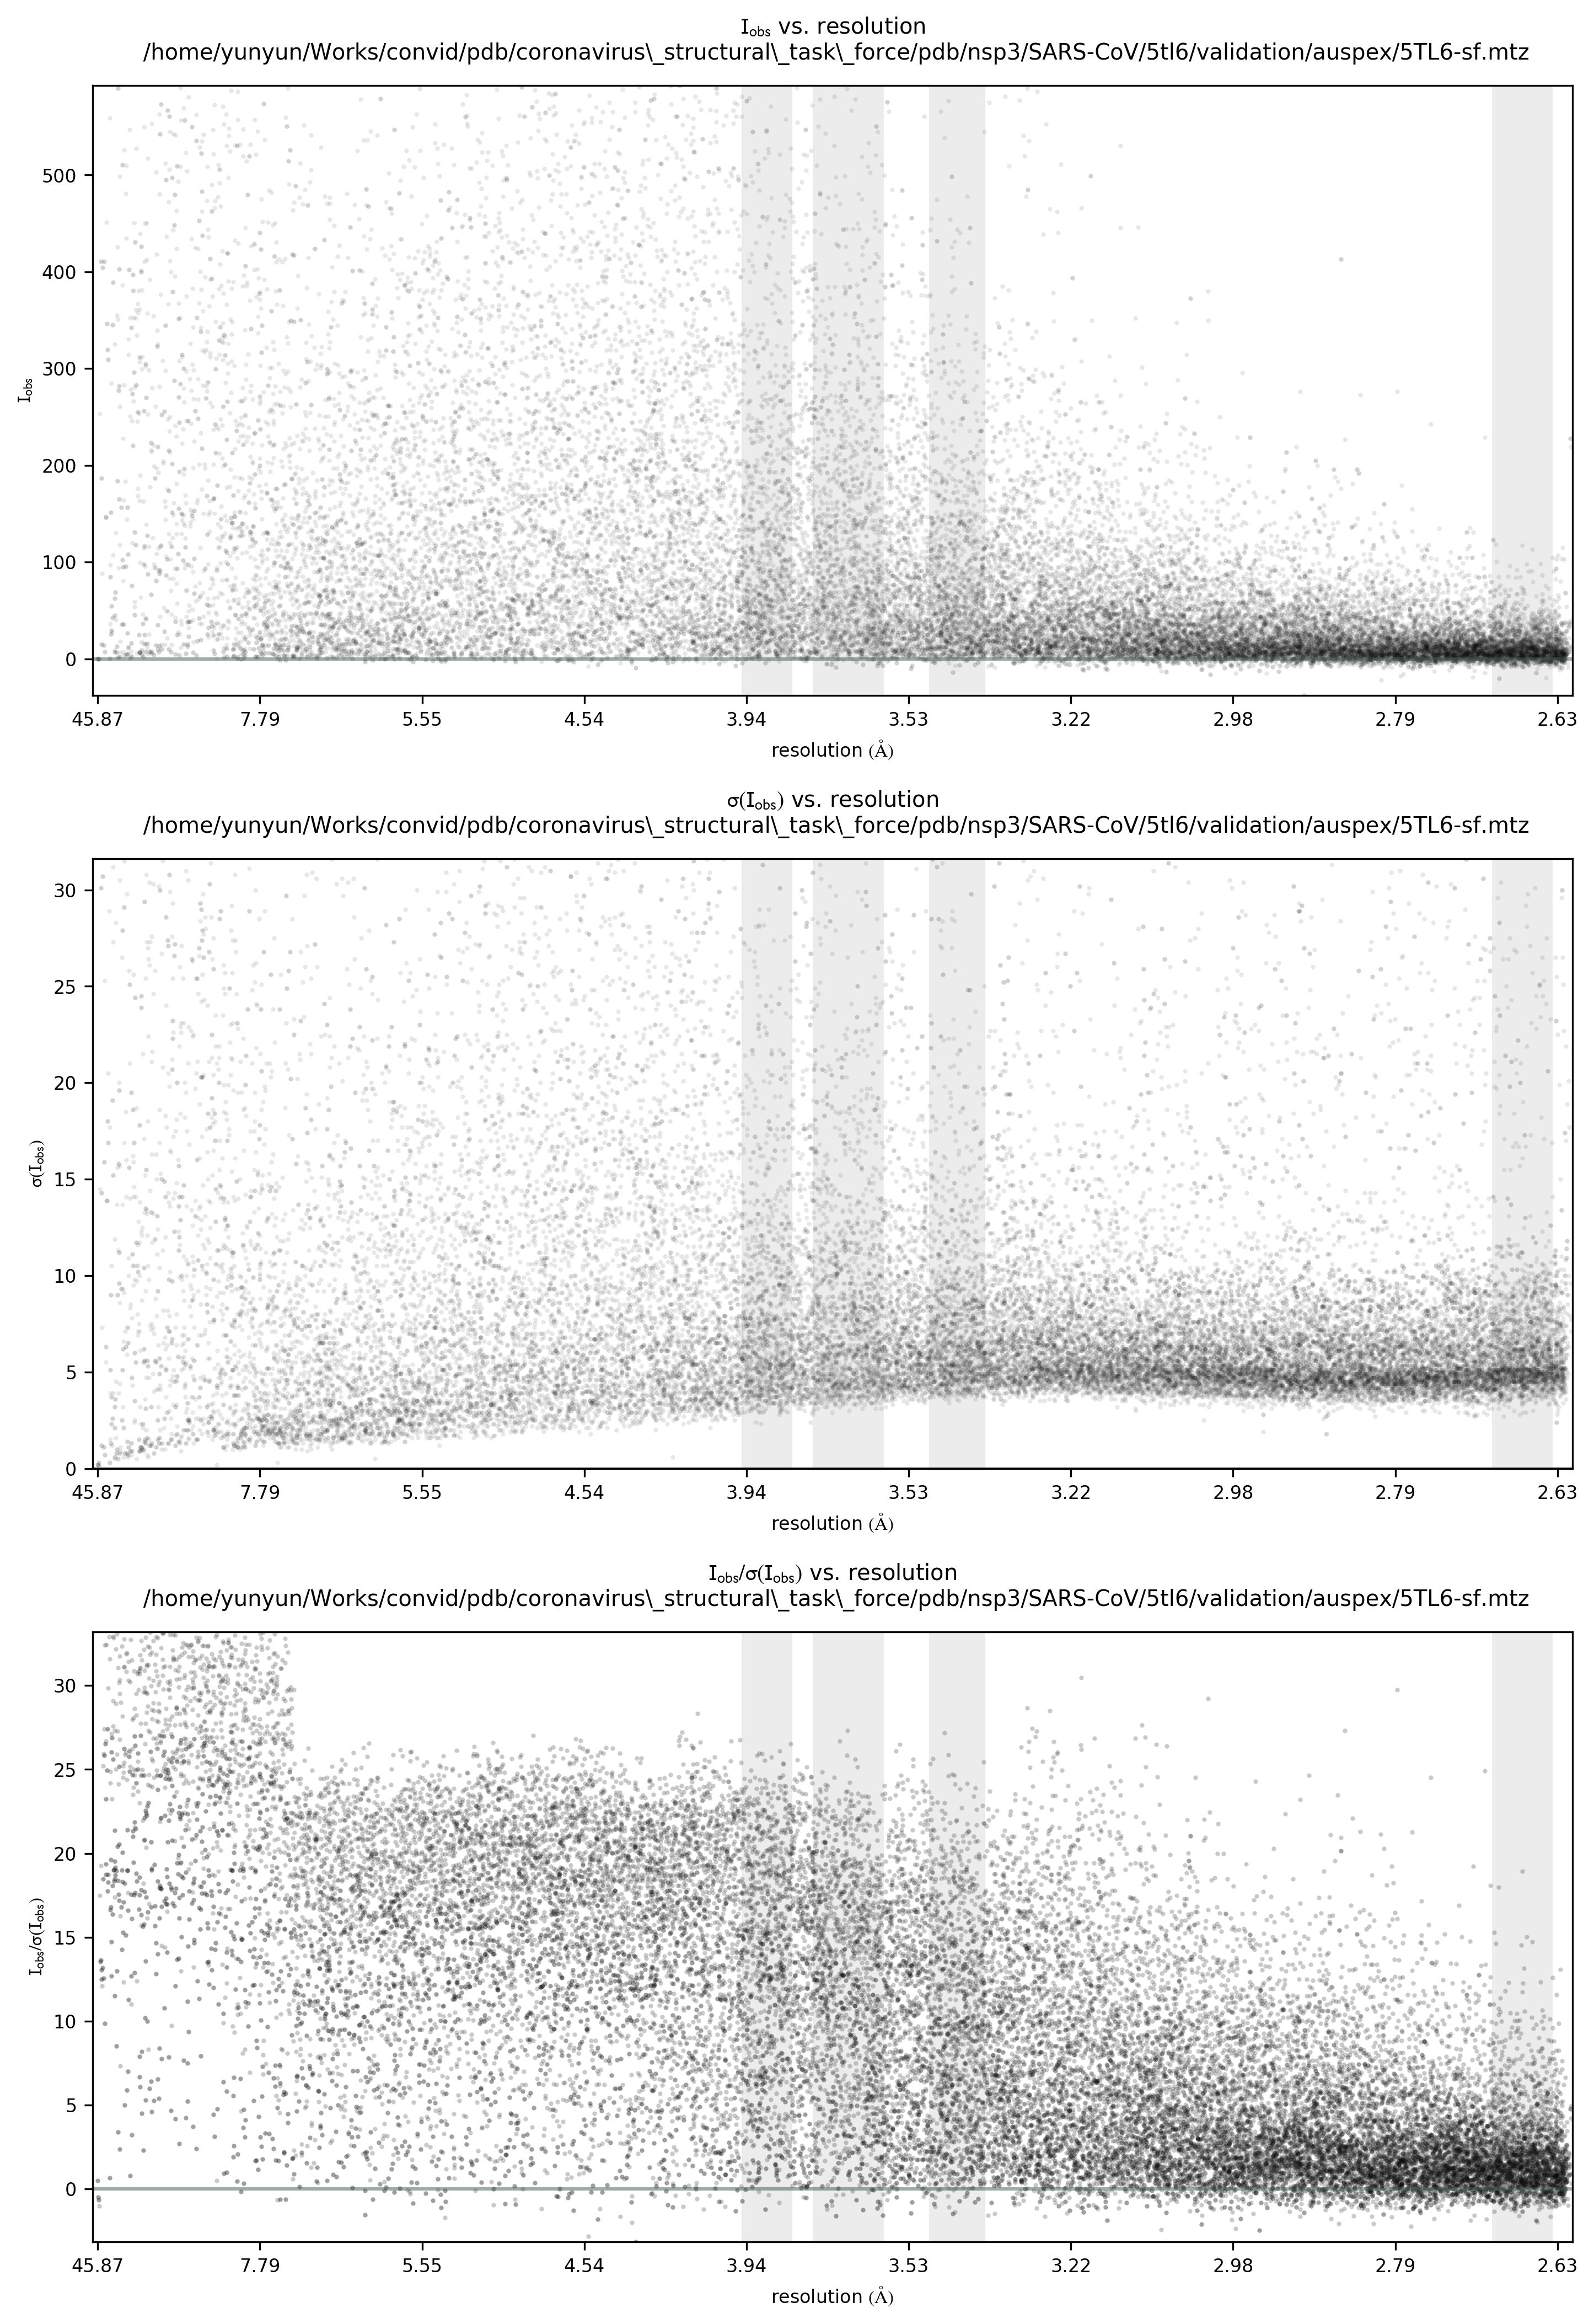 I_obs vs. resolution
/home/yunyun/Works/convid/pdb/coronavirus\_structural\_task\_force/pdb/nsp3/SARS-CoV/5tl6/validation/auspex/5TL6-sf.mtz
500
400
300
200
100
0
I_obs
45.87 7.79 5.55 4.54 3.94 3.53 3.22 2.98 2.79 2.63
resolution (Å)
σ(I_obs) vs. resolution
/home/yunyun/Works/convid/pdb/coronavirus\_structural\_task\_force/pdb/nsp3/SARS-CoV/5tl6/validation/auspex/5TL6-sf.mtz
30
25
20
15
10
5
0
σ(I_obs)
45.87 7.79 5.55 4.54 3.94 3.53 3.22 2.98 2.79 2.63
resolution (Å)
I_obs/σ(I_obs) vs. resolution
/home/yunyun/Works/convid/pdb/coronavirus\_structural\_task\_force/pdb/nsp3/SARS-CoV/5tl6/validation/auspex/5TL6-sf.mtz
30
25
20
15
10
5
0
I_obs/σ(I_obs)
45.87 7.79 5.55 4.54 3.94 3.53 3.22 2.98 2.79 2.63
resolution (Å)